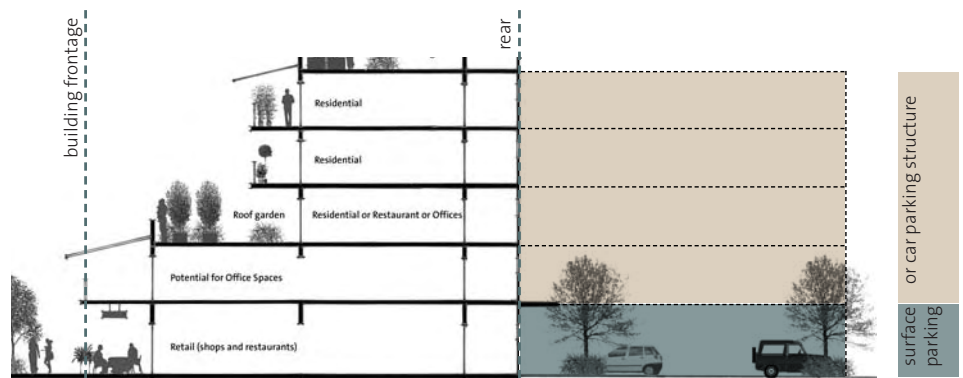 building frontage
rear
Residential
Residential
Roof garden
Residential or Restaurant or Offices
Potential for Office Spaces
Retail (shops and restaurants)
or car parking structure
surface
parking